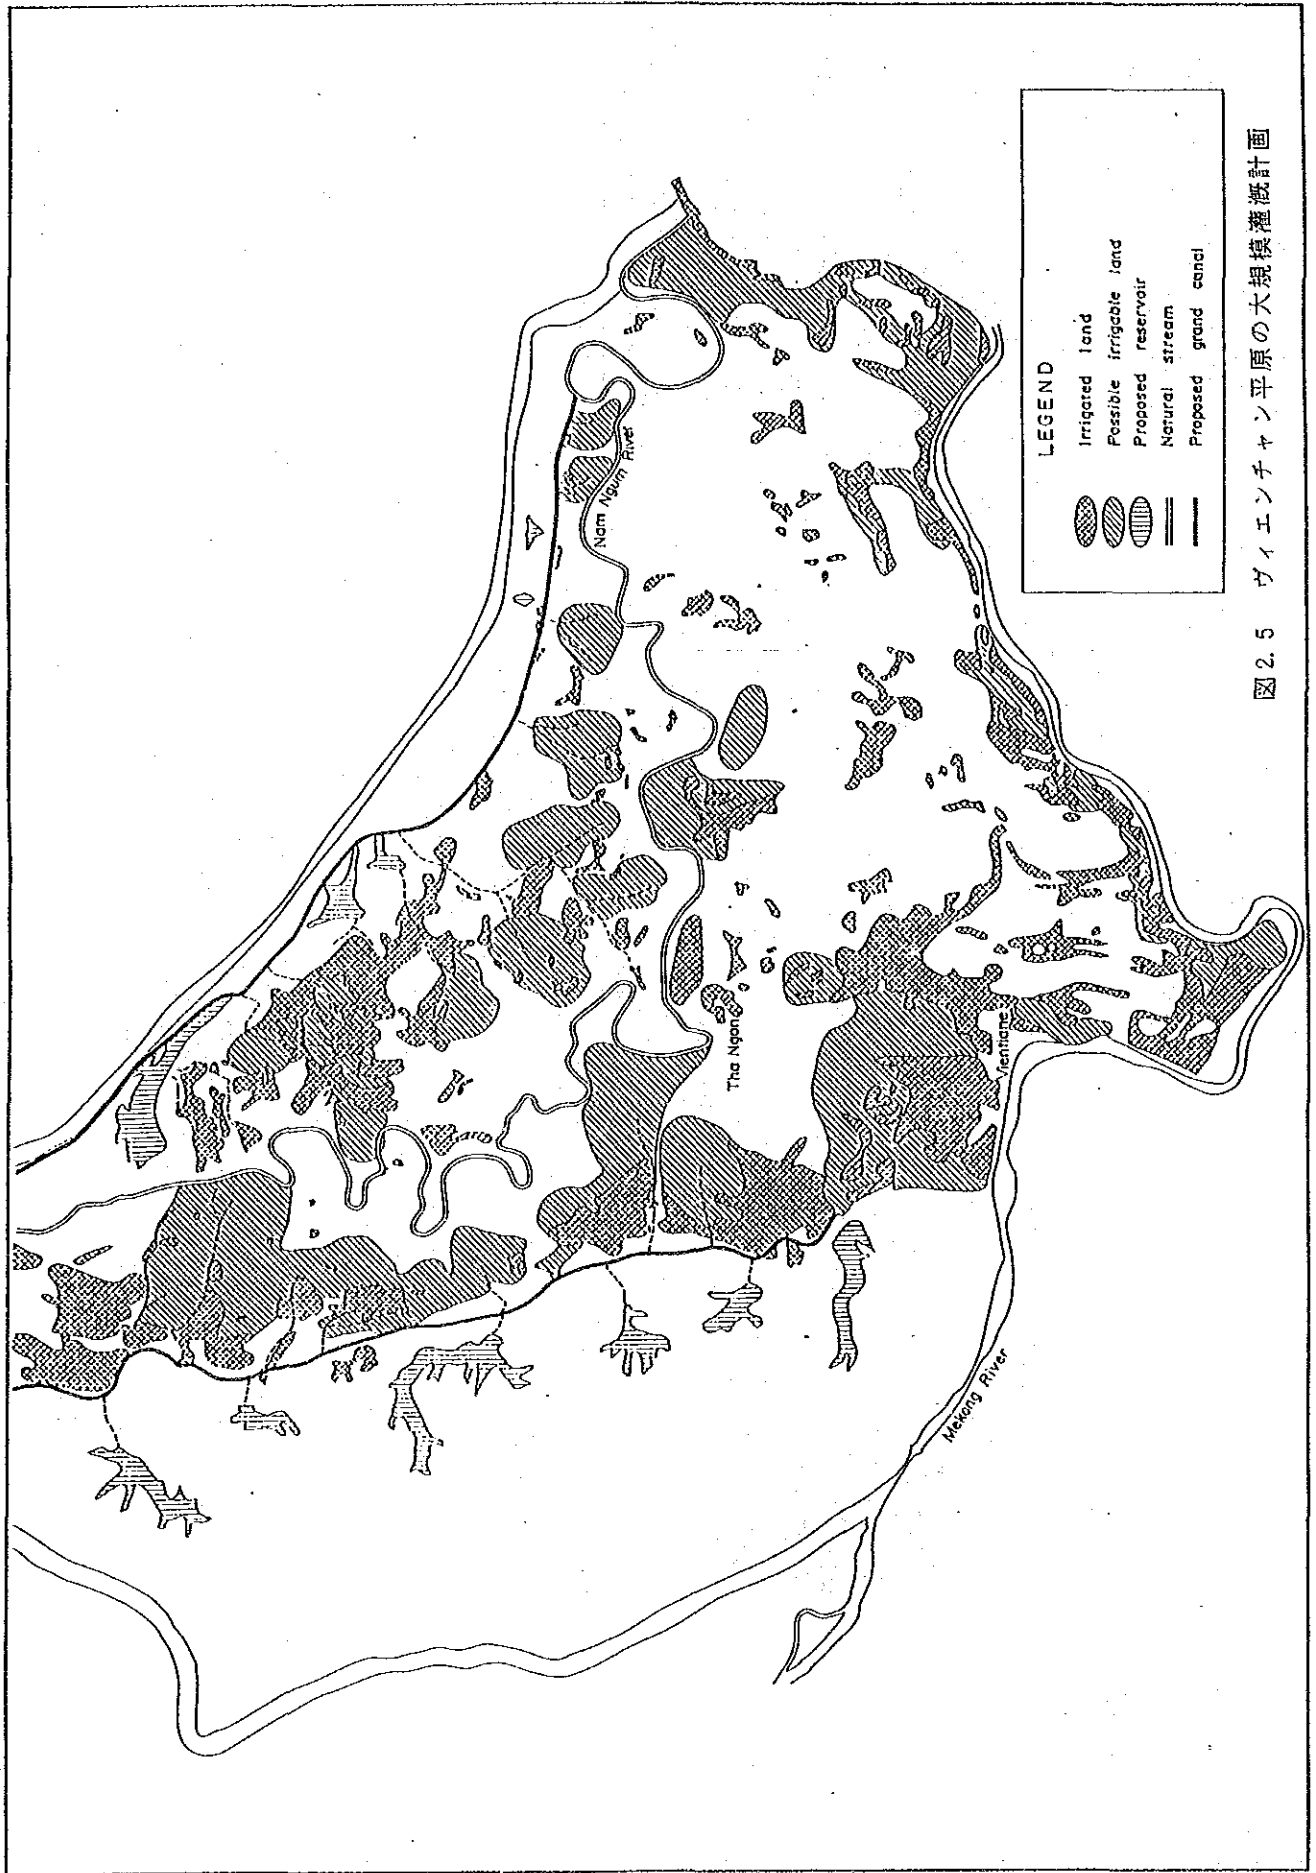 Nam Ngum River
Tha Ngon
Vientiane
Mekong River
LEGEND
Irrigated land
Possible irrigable land
Proposed reservoir
Natural stream
Proposed grand canal
図2.5 ヴィエンチャン平原の大規模灌漑計画